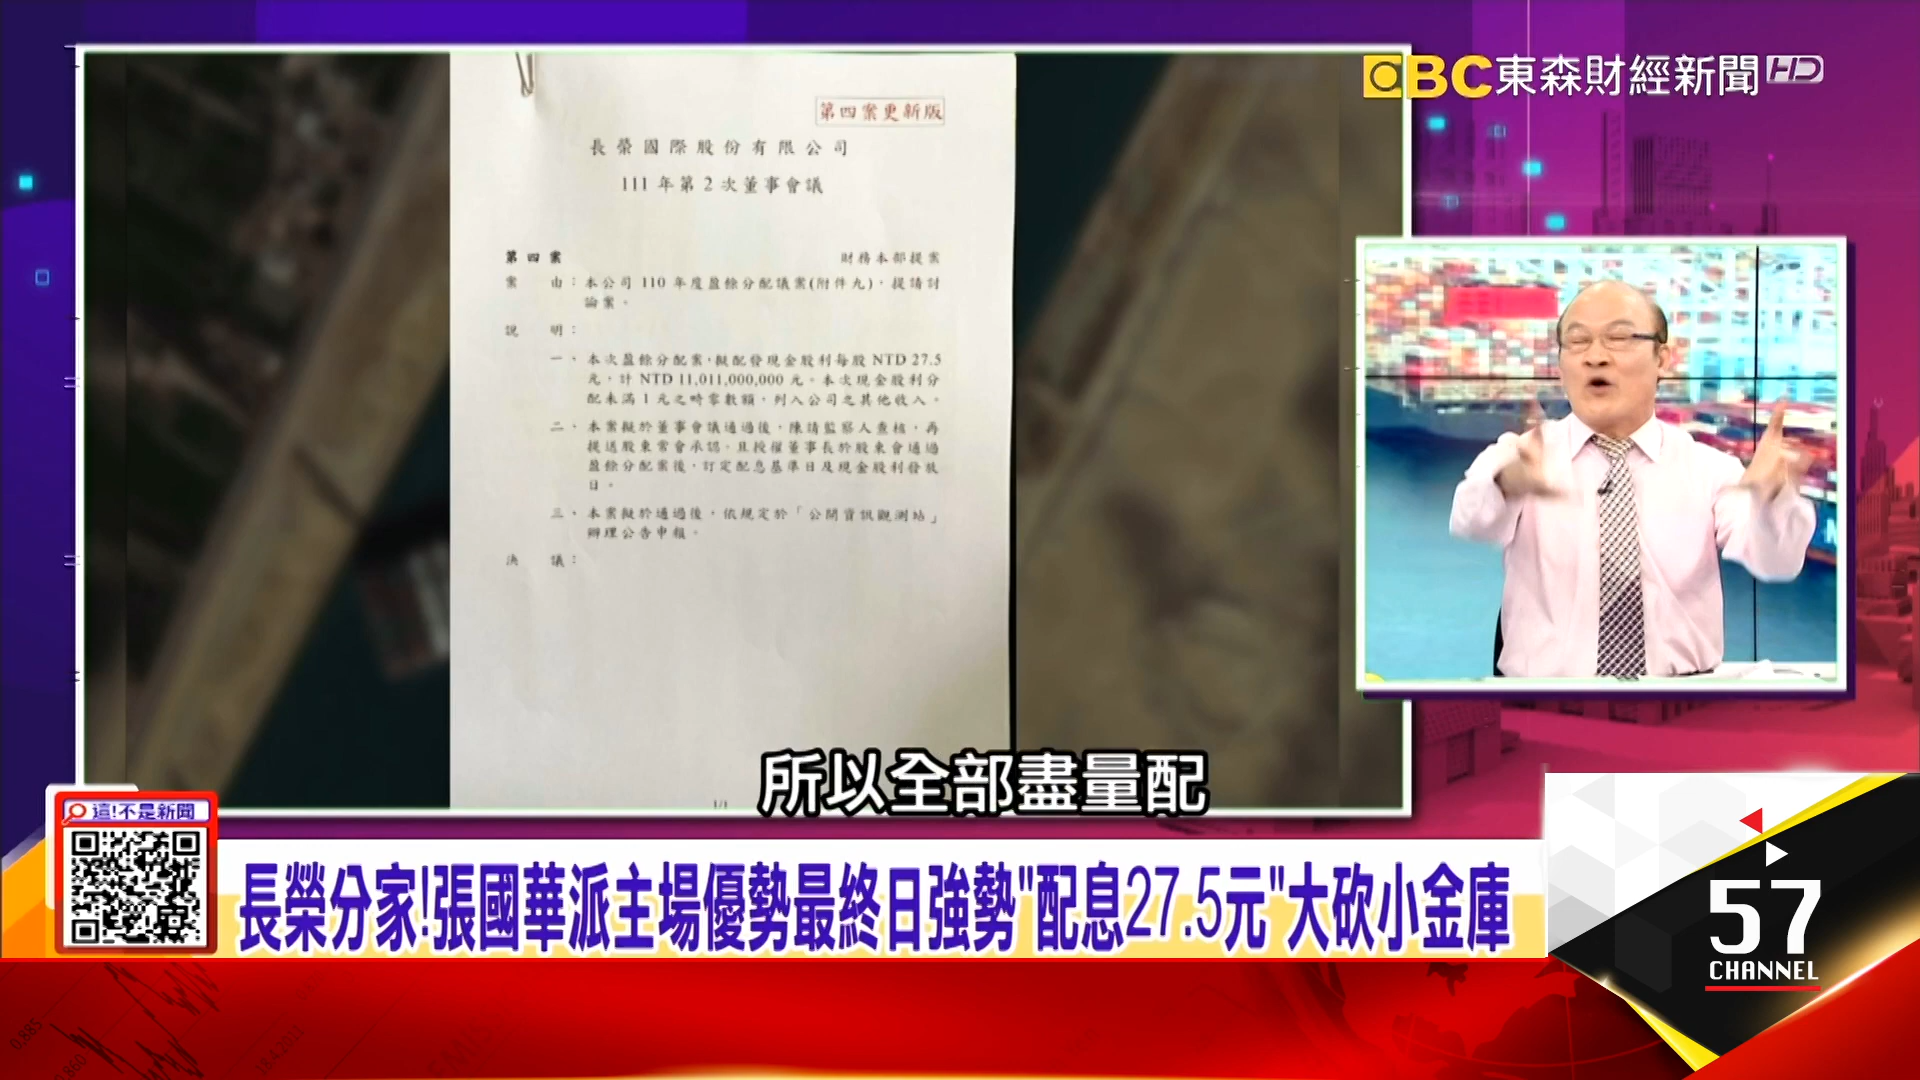 EBC東森財經新聞HD
第四案更新版
長榮國際股份有限公司
111年第2次董事會議
第四案 財務本部提案
案 由：本公司110年度盈餘分配議案(附件九)，提請討
論案。
說 明：
一、本次盈餘分配案，擬配發現金股利每股NTD 27.5
元，計NTD 11,011,000,000元。本次現金股利分
配未滿1元之畸零數額，列入公司之其他收入。
二、本案擬於董事會議通過後，陳請監察人查核，再
提送股東常會承認。且授權董事長於股東會通過
盈餘分配案後，訂定配息基準日及現金股利發放
日。
三、本案擬於通過後，依規定於「公開資訊觀測站」
辦理公告申報。
決 議：
1/1
所以全部盡量配
這!不是新聞
長榮分家!張國華派主場優勢最終日強勢"配息27.5元"大砍小金庫
57
CHANNEL